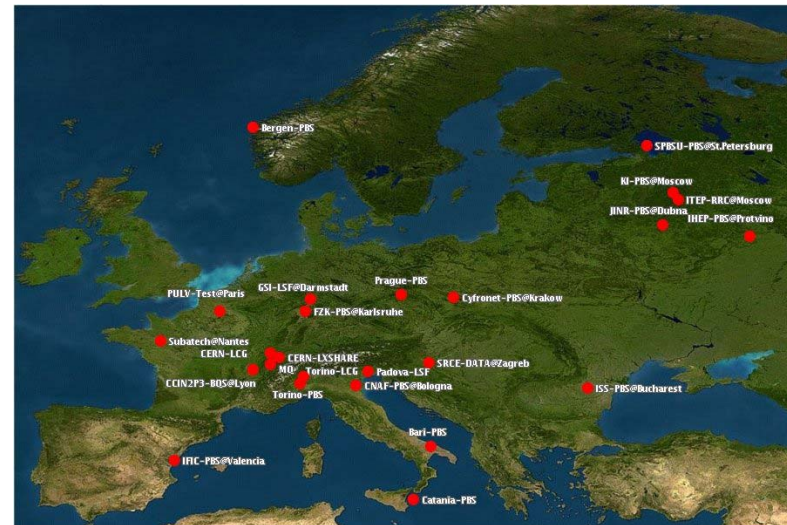 Bergen-PBS
SPBSU-PBS@St.Petersburg
KI-PBS@Moscow
ITEP-RRC@Moscow
JINR-PBS@Dubna
IHEP-PBS@Protvino
Prague-PBS
GSI-LSF@Darmstadt
PULV-Test@Paris
Cyfronet-PBS@Krakow
FZK-PBS@Karlsruhe
Subatech@Nantes
CERN-LCG
CERN-LXSHARE
SRCE-DATA@Zagreb
MO
Torino-LCG
Padova-LSF
CCIN2P3-BQS@Lyon
CNAF-PBS@Bologna
ISS-PBS@Bucharest
Torino-PBS
Bari-PBS
IFIC-PBS@Valencia
Catania-PBS